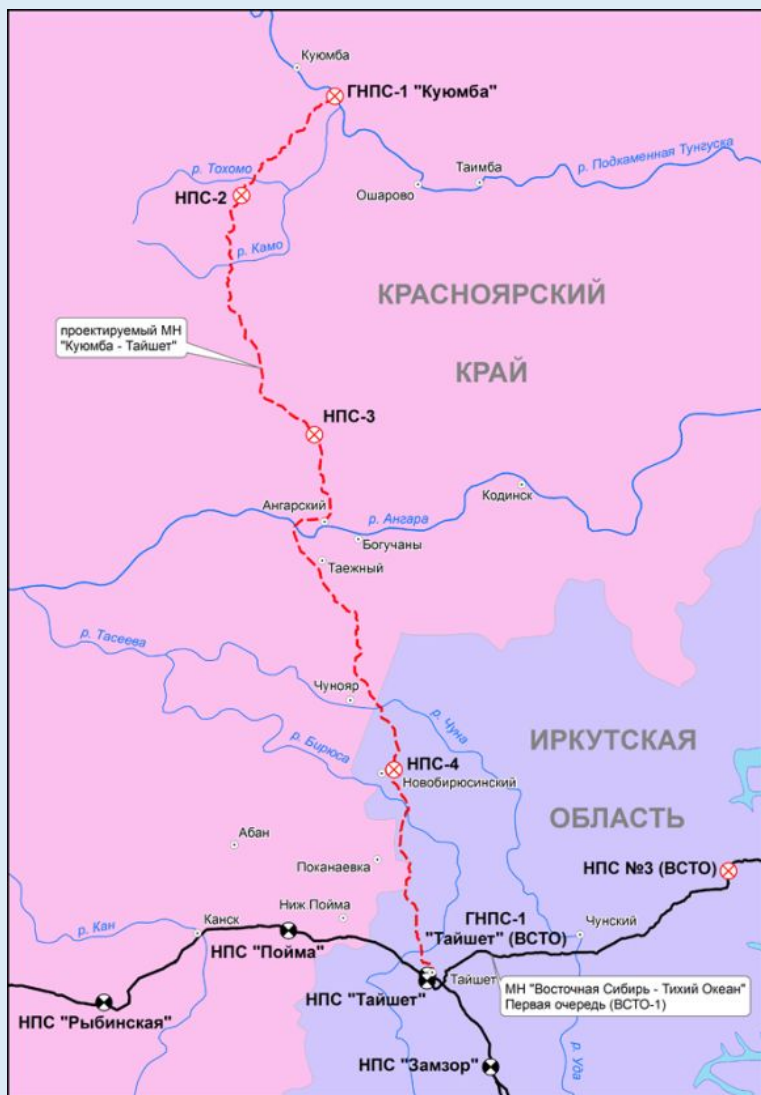 Куюмба
ГНПС-1 "Куюмба"
р. Тохомо
Таимба
р. Подкаменная Тунгуска
НПС-2
Ошарово
р. Камо
КРАСНОЯРСКИЙ
КРАЙ
проектируемый МН
"Куюмба - Тайшет"
НПС-3
Ангарский
Кодинск
р. Ангара
Богучаны
Таежный
р. Тасеева
Чунояр
р. Чуна
р. Бирюса
ИРКУТСКАЯ
ОБЛАСТЬ
НПС-4
Новобирюсинский
Абан
Поканаевка
НПС №3 (ВСТО)
р. Кан
Канск
Ниж.Пойма
ГНПС-1
"Тайшет" (ВСТО)
Чунский
НПС "Пойма"
Тайшет
НПС "Тайшет"
МН "Восточная Сибирь - Тихий Океан"
Первая очередь (ВСТО-1)
НПС "Рыбинская"
НПС "Замзор"
р. Уда